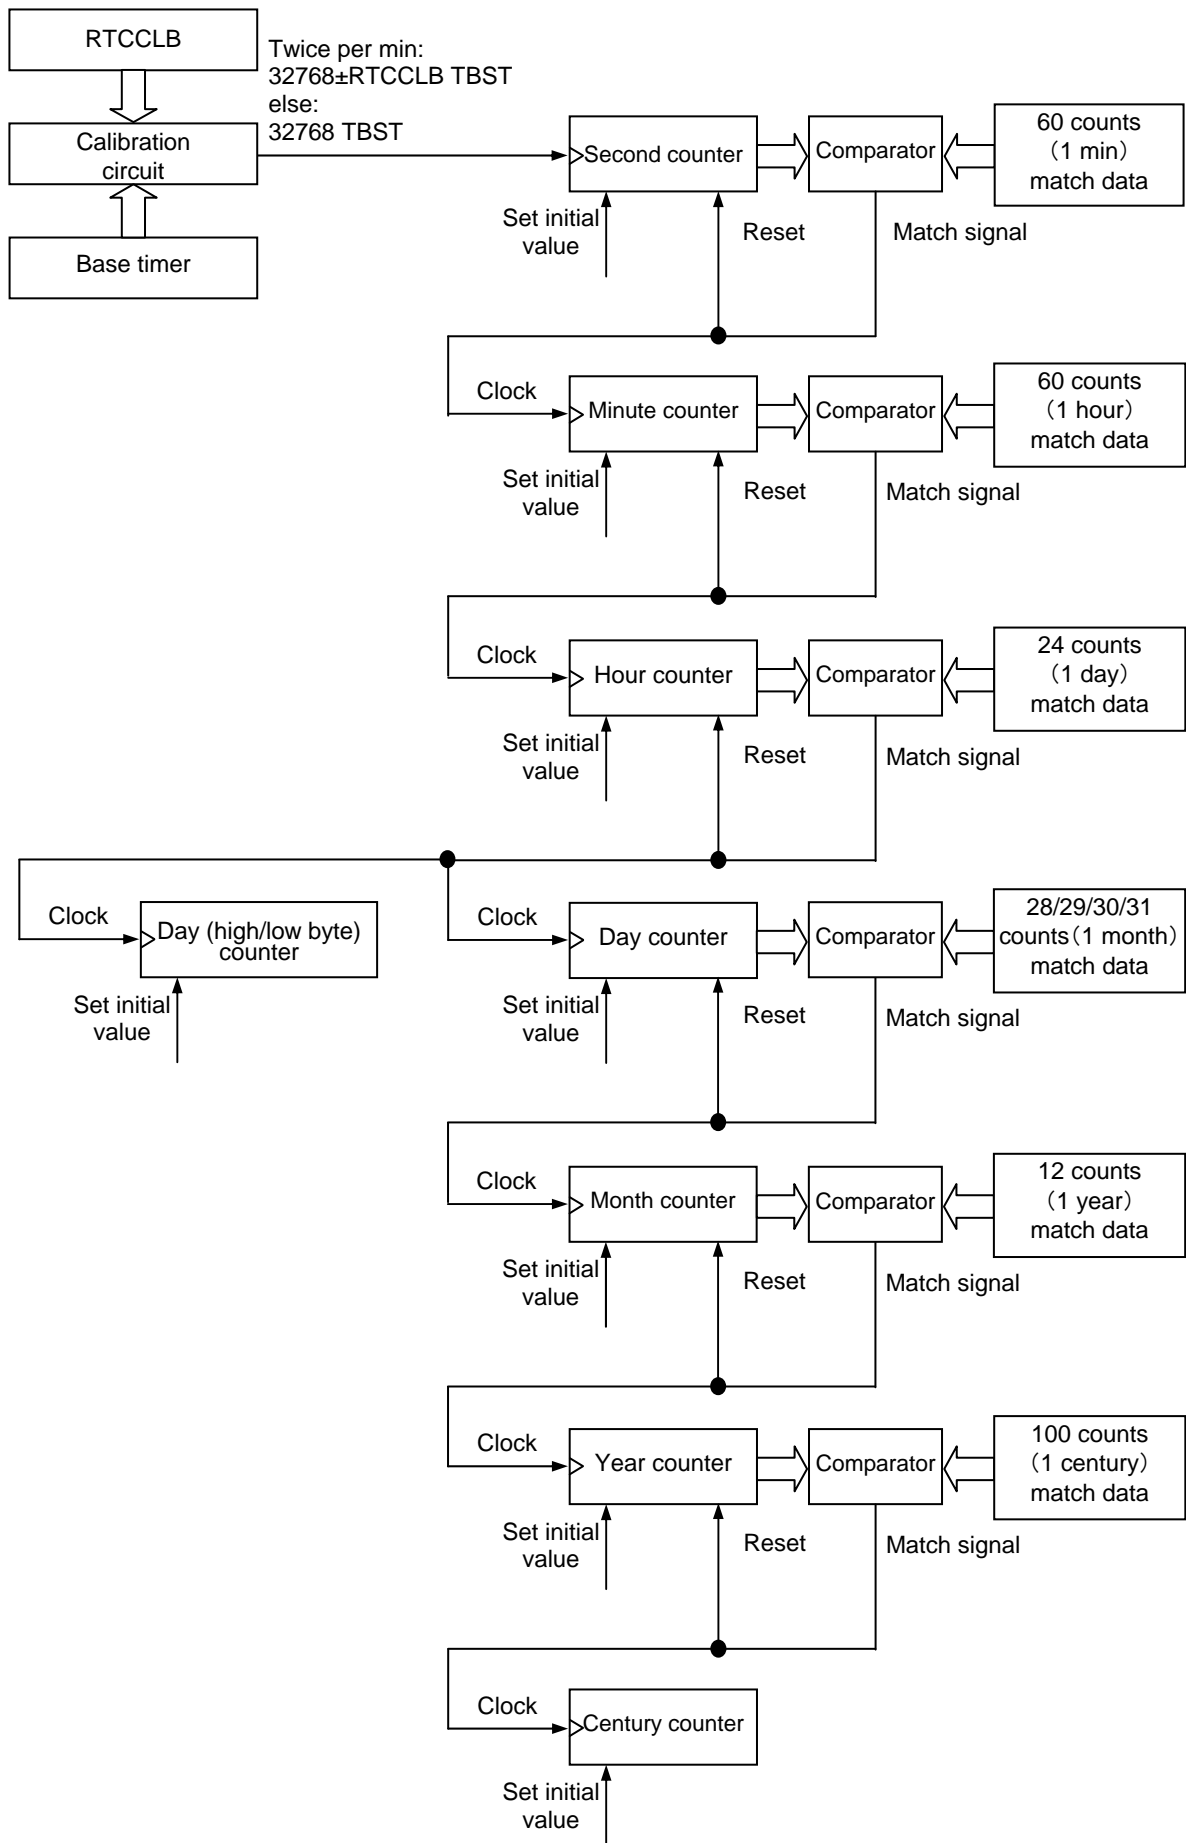 RTCCLB
Twice per min:
32768±RTCCLB TBST
else:
32768 TBST
Calibration
circuit
Base timer
Second counter
Comparator
60 counts
（1 min）
match data
Set initial
value
Reset
Match signal
Clock
Minute counter
Comparator
60 counts
（1 hour）
match data
Set initial
value
Reset
Match signal
Clock
Hour counter
Comparator
24 counts
（1 day）
match data
Set initial
value
Reset
Match signal
Clock
Day (high/low byte)
counter
Set initial
value
Clock
Day counter
Comparator
28/29/30/31
counts（1 month）
match data
Set initial
value
Reset
Match signal
Clock
Month counter
Comparator
12 counts
（1 year）
match data
Set initial
value
Reset
Match signal
Clock
Year counter
Comparator
100 counts
（1 century）
match data
Set initial
value
Reset
Match signal
Clock
Century counter
Set initial
value